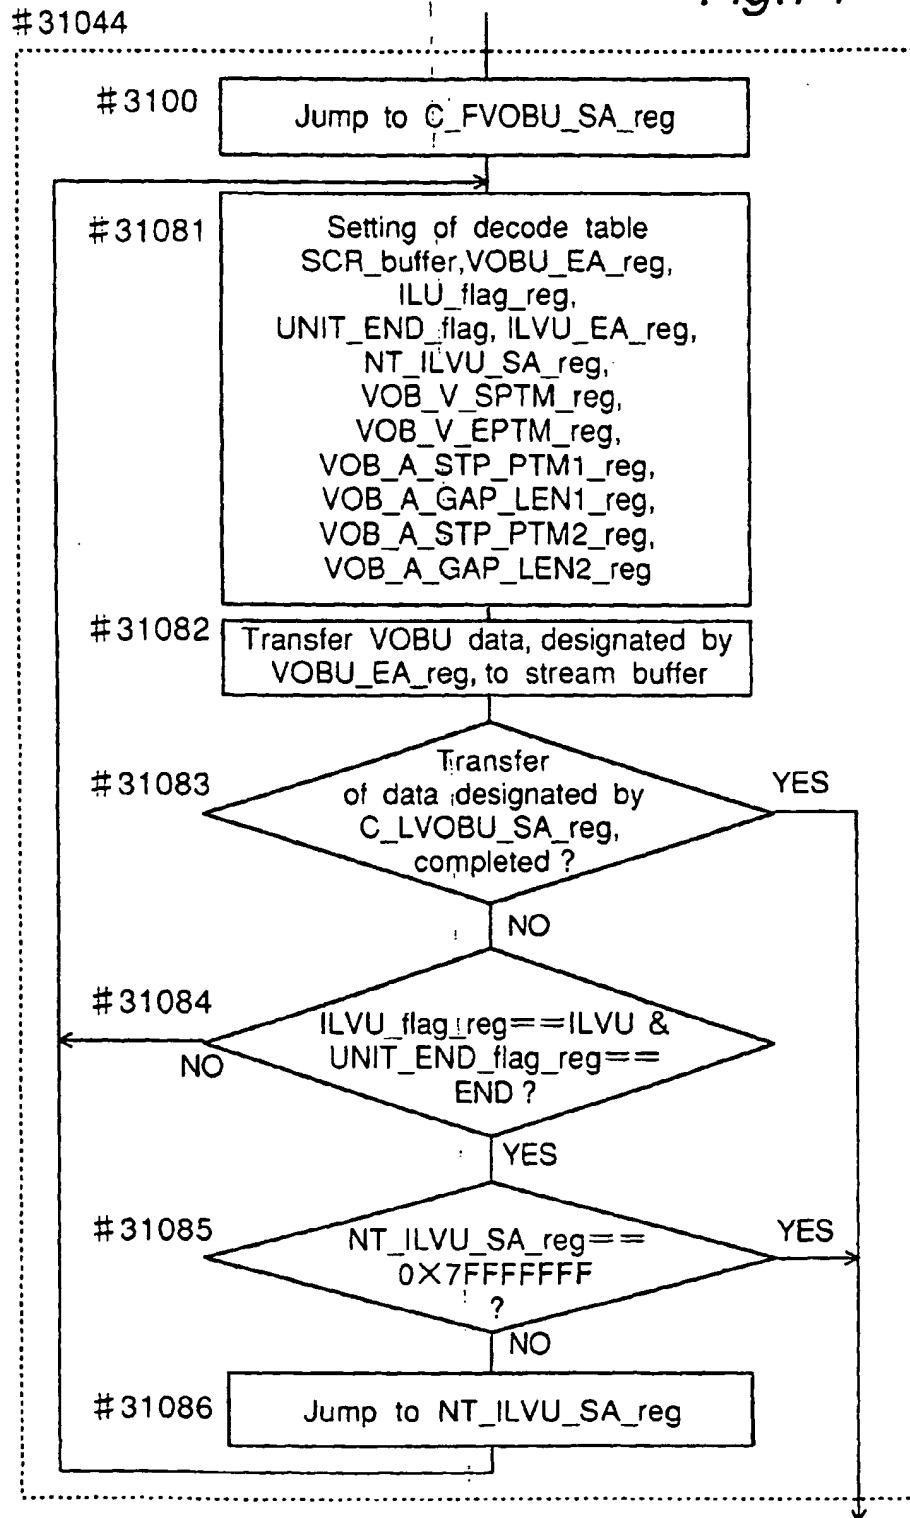 #31044
#3100
Jump to C_FVOBU_SA_reg
#31081
Setting of decode table
SCR_buffer,VOBU_EA_reg,
ILU_flag_reg,
UNIT_END_flag, ILVU_EA_reg,
NT_ILVU_SA_reg,
VOB_V_SPTM_reg,
VOB_V_EPTM_reg,
VOB_A_STP_PTM1_reg,
VOB_A_GAP_LEN1_reg,
VOB_A_STP_PTM2_reg,
VOB_A_GAP_LEN2_reg
#31082
Transfer VOBU data, designated by
VOBU_EA_reg, to stream buffer
#31083
Transfer
of data designated by
C_LVOBU_SA_reg,
completed ?
YES
NO
#31084
ILVU_flag_reg==ILVU &
UNIT_END_flag_reg==
END ?
NO
YES
#31085
NT_ILVU_SA_reg==
0X7FFFFFFF
?
YES
NO
#31086
Jump to NT_ILVU_SA_reg